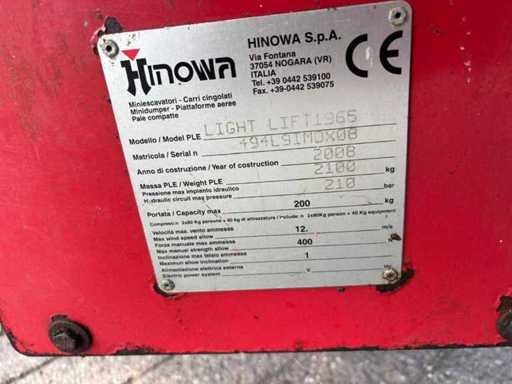 HINOWA
HINOWA S.p.A.
Via Fontana
37054 NOGARA (VR)
ITALIA
Tel. +39 0442 539100
Fax. +39 0442 539075
CE
Miniescavatori - Carri cingolati
Minidumper - Piattaforme aeree
Pale compatte
Modello / Model PLE LIGHT LIFT1965
Matricola / Serial n 494L9IMDX08
Anno di costruzione / Year of costruction 2008
Massa PLE / Weight PLE 2100 kg
Pressione max impianto idraulico
Hydraulic circuit max pressure 210 bar
Portata / Capacity max 200 kg
Velocità max. vento ammessa
Max wind speed allow 12. m/s
Forza manuale max ammessa
Max manual strength allow 400 N
Inclinazione max telaio ammessa
Maximun allow inclination 1
Alimentazione elettrica esterna
Electric power system